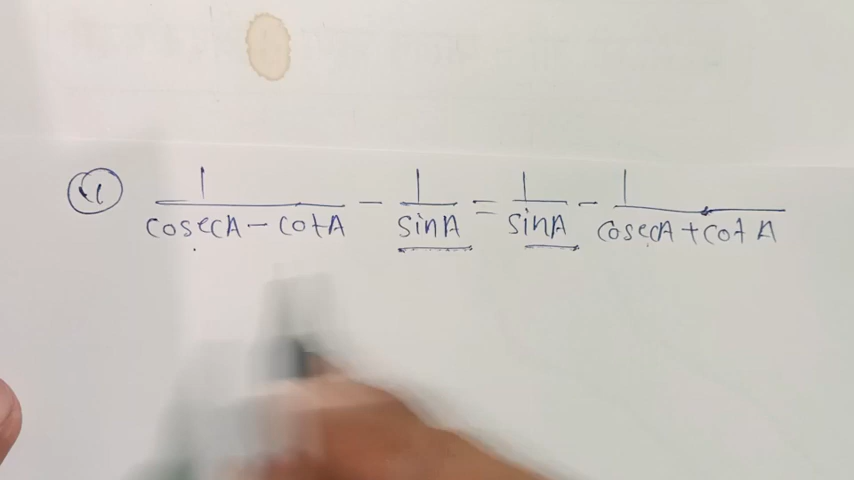 (ii) 1/(cosecA - cotA) - 1/sinA = 1/sinA - 1/(cosecA + cotA)